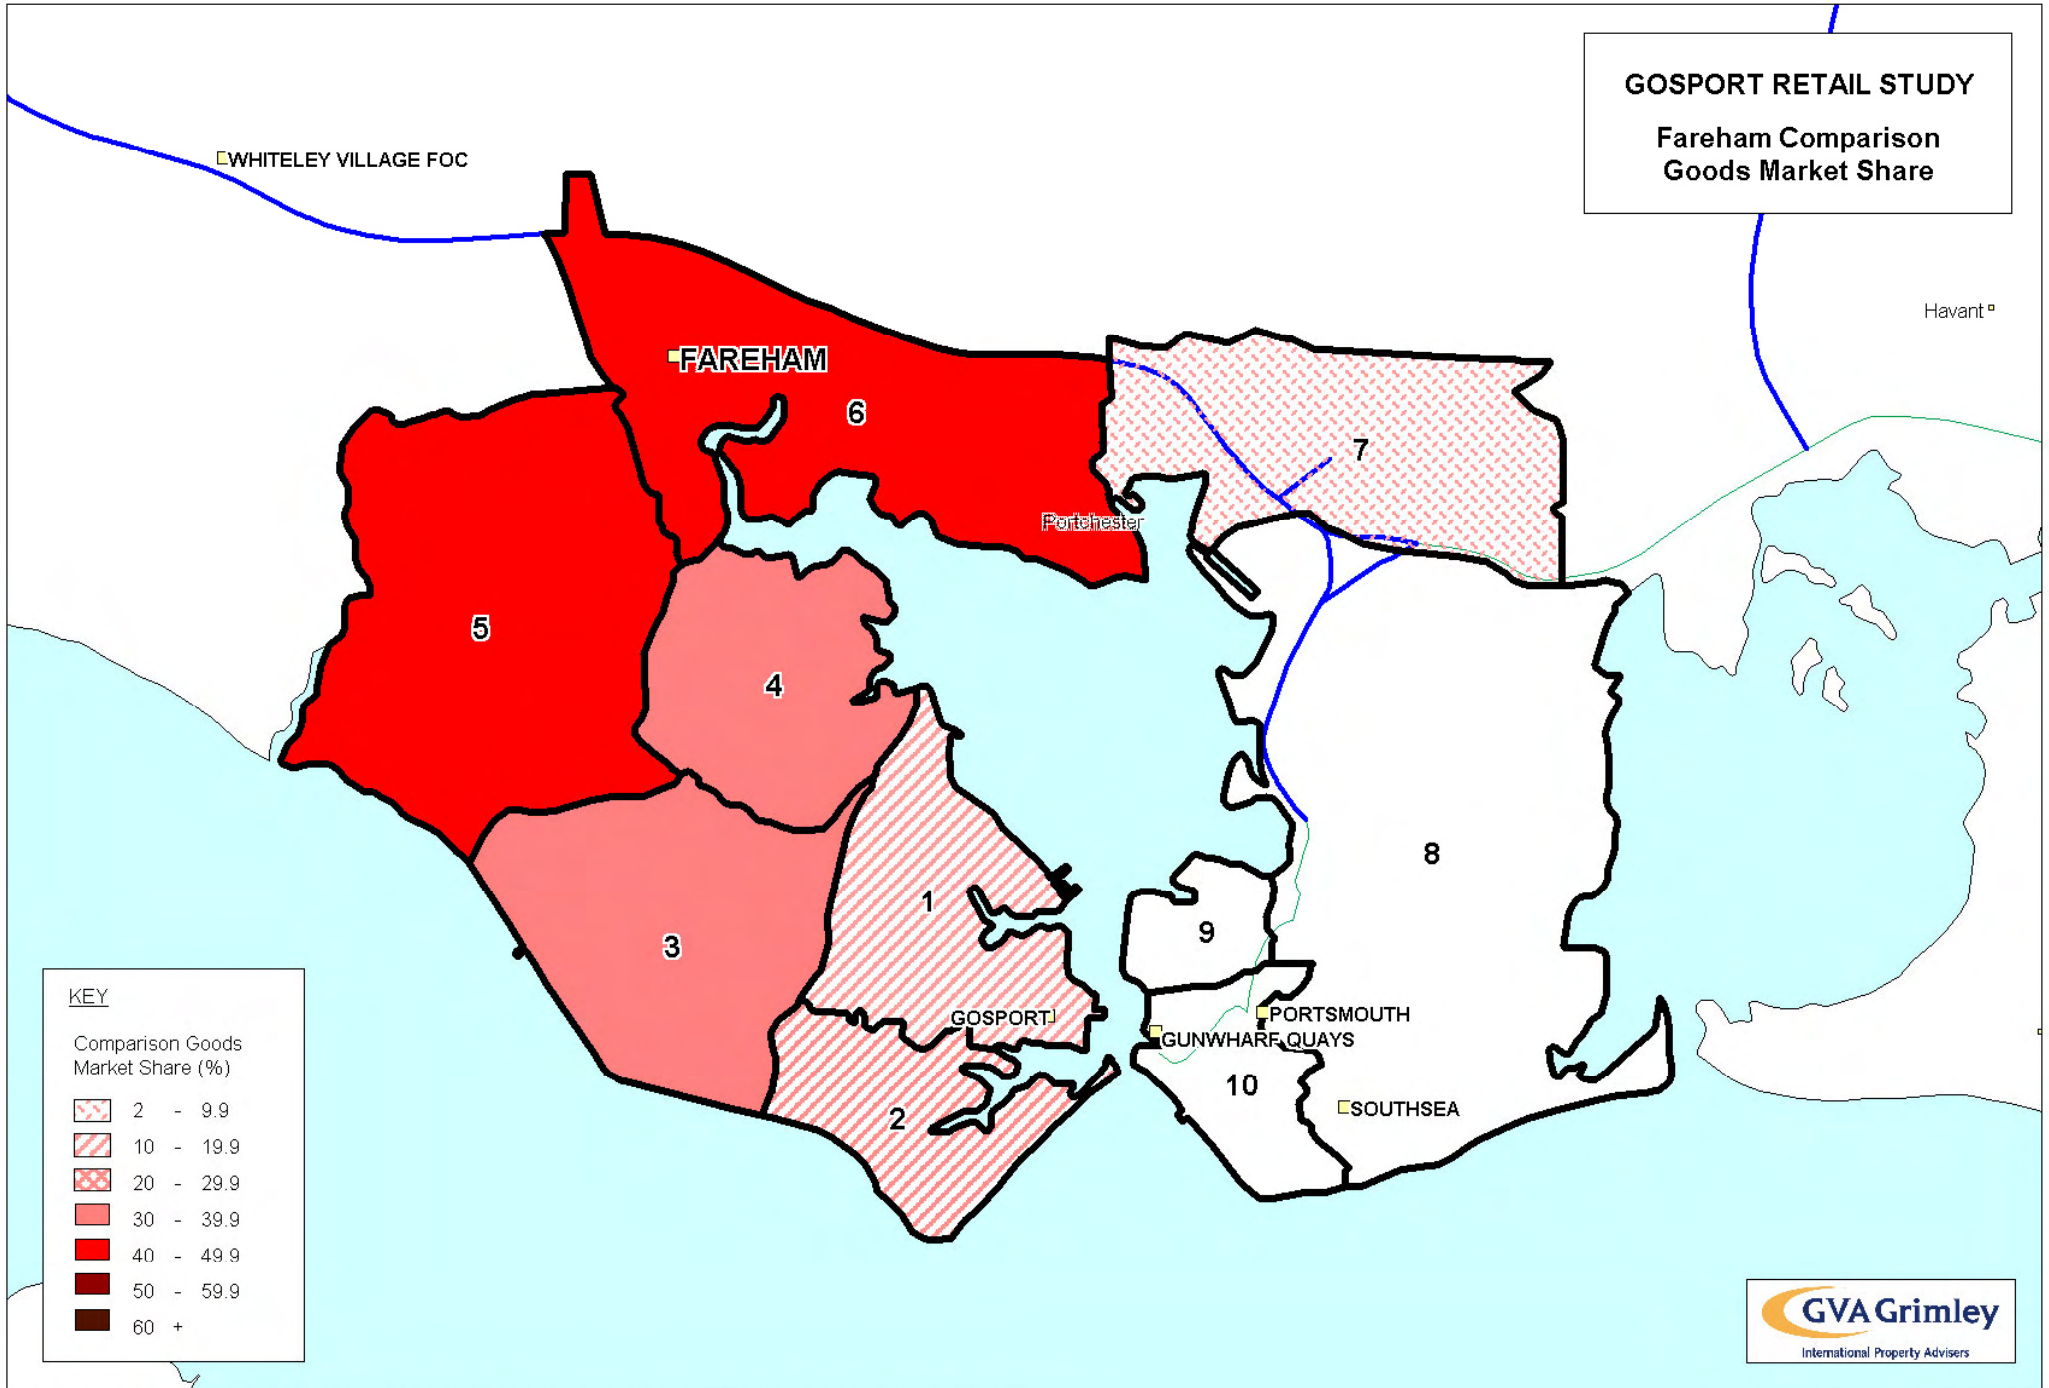 GOSPORT RETAIL STUDY
Fareham Comparison
Goods Market Share
WHITELEY VILLAGE FOC
Havant
FAREHAM
6
7
Portchester
5
4
8
1
9
3
GOSPORT
PORTSMOUTH
GUNWHARF QUAYS
10
SOUTHSEA
2
KEY
Comparison Goods
Market Share (%)
2 - 9.9
10 - 19.9
20 - 29.9
30 - 39.9
40 - 49.9
50 - 59.9
60 +
GVA Grimley
International Property Advisers